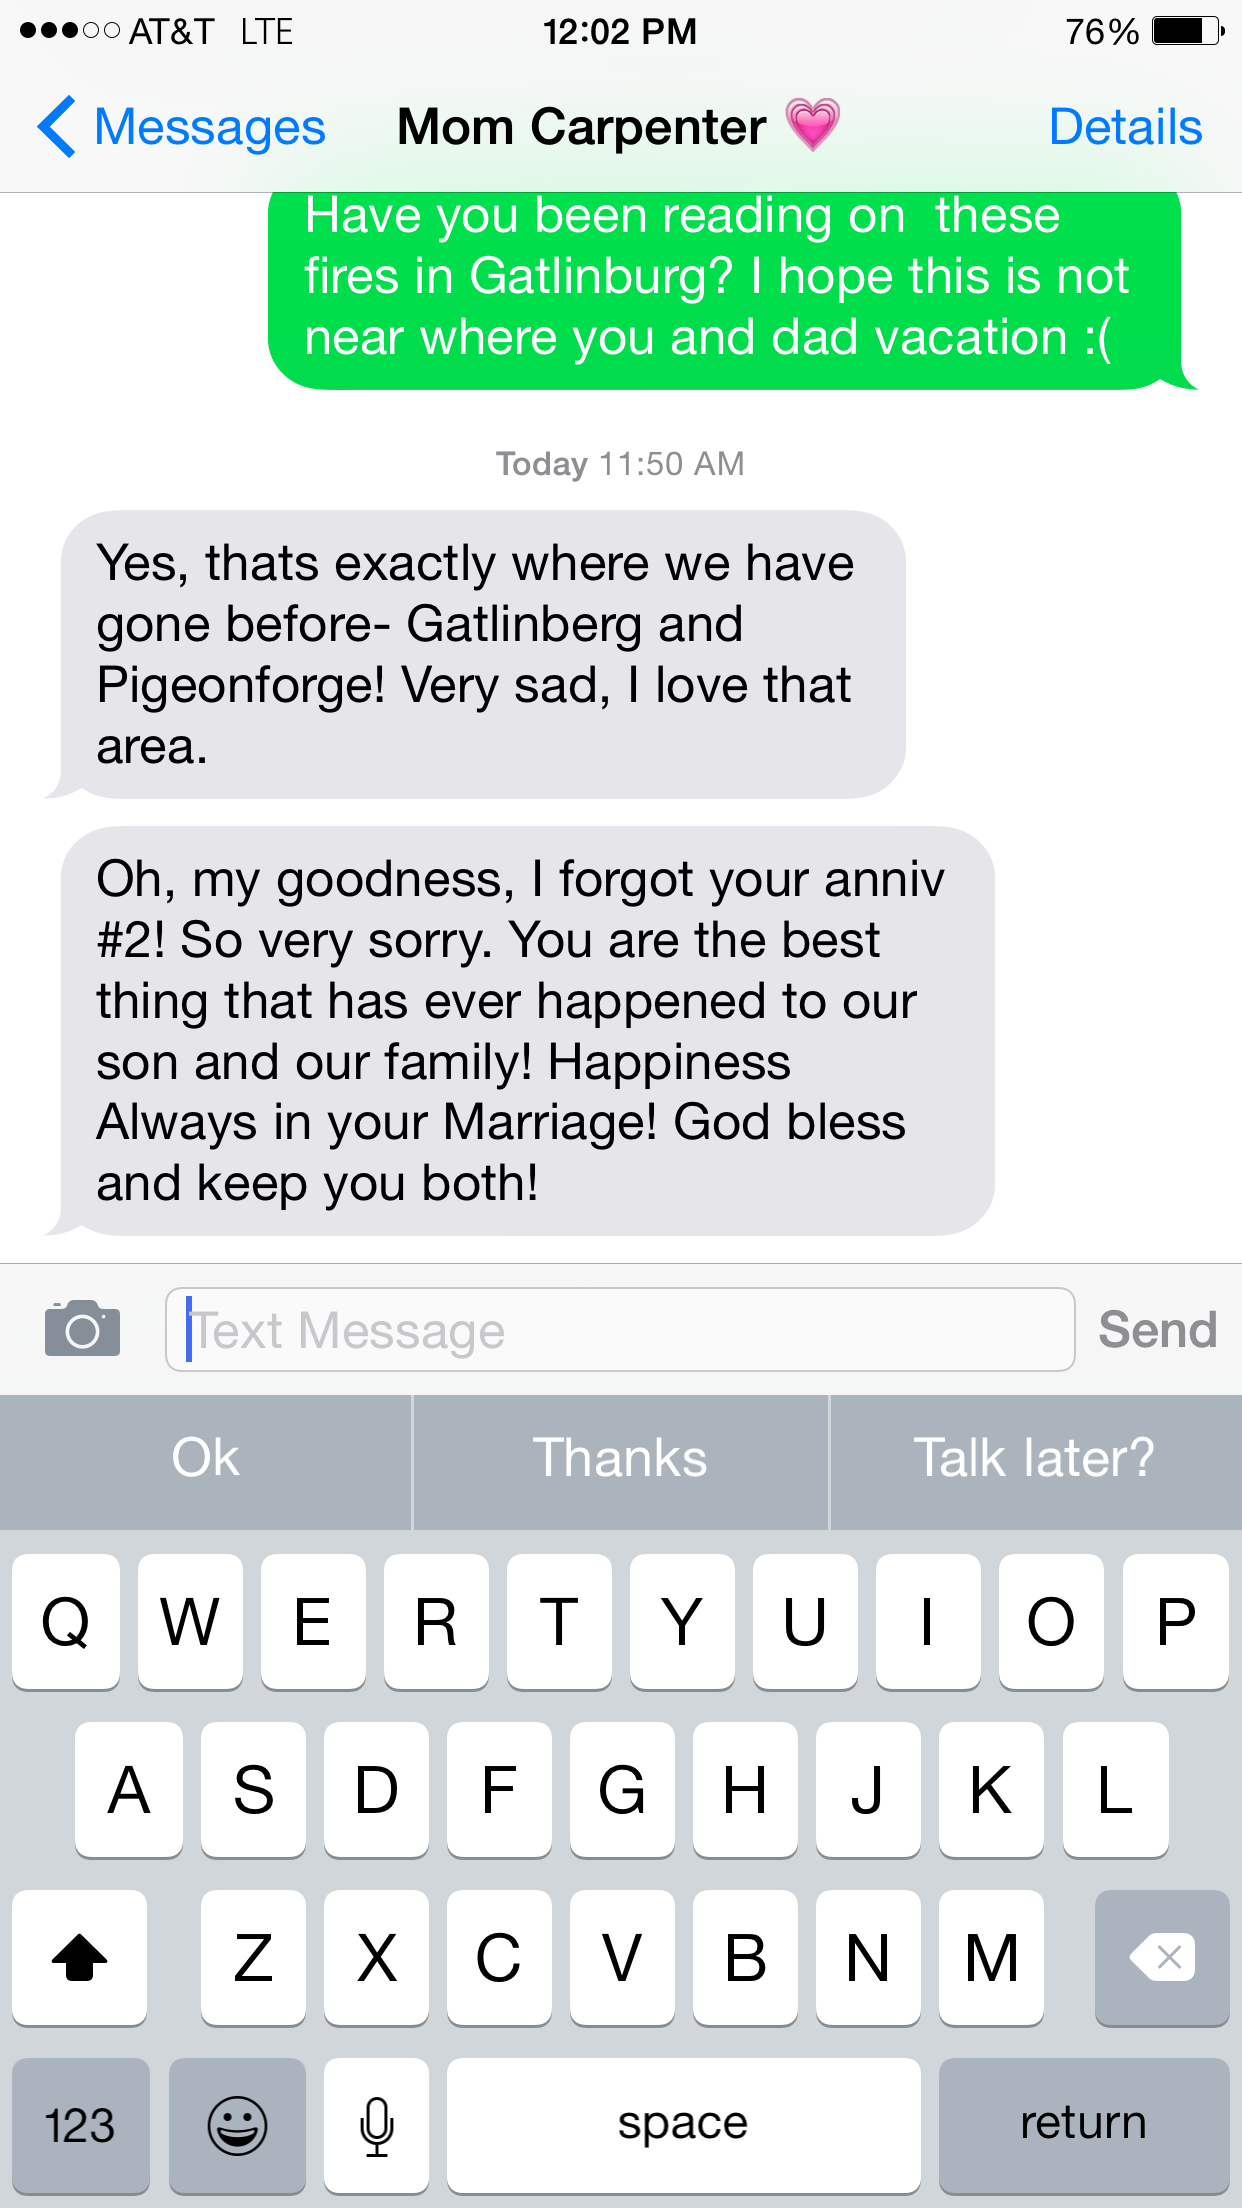 AT&T LTE 12:02 PM 76%
Messages Mom Carpenter 💗 Details
Have you been reading on  these
fires in Gatlinburg? I hope this is not
near where you and dad vacation :(
Today 11:50 AM
Yes, thats exactly where we have
gone before- Gatlinberg and
Pigeonforge! Very sad, I love that
area.
Oh, my goodness, I forgot your anniv
#2! So very sorry. You are the best
thing that has ever happened to our
son and our family! Happiness
Always in your Marriage! God bless
and keep you both!
Text Message Send
Ok Thanks Talk later?
Q W E R T Y U I O P
A S D F G H J K L
Z X C V B N M
123 space return